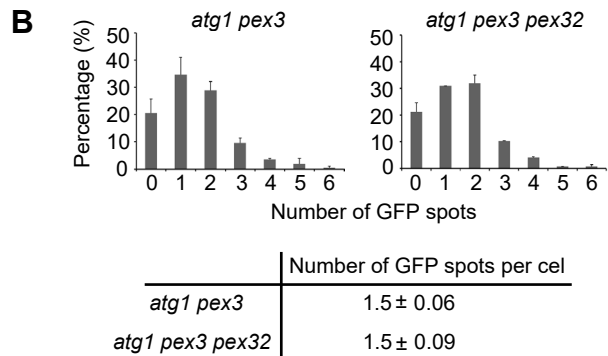 B
atg1 pex3
atg1 pex3 pex32
Percentage (%)
50
40
30
20
10
0
50
40
30
20
10
0
0 1 2 3 4 5 6
0 1 2 3 4 5 6
Number of GFP spots
Number of GFP spots per cel
atg1 pex3 1.5 ± 0.06
atg1 pex3 pex32 1.5 ± 0.09